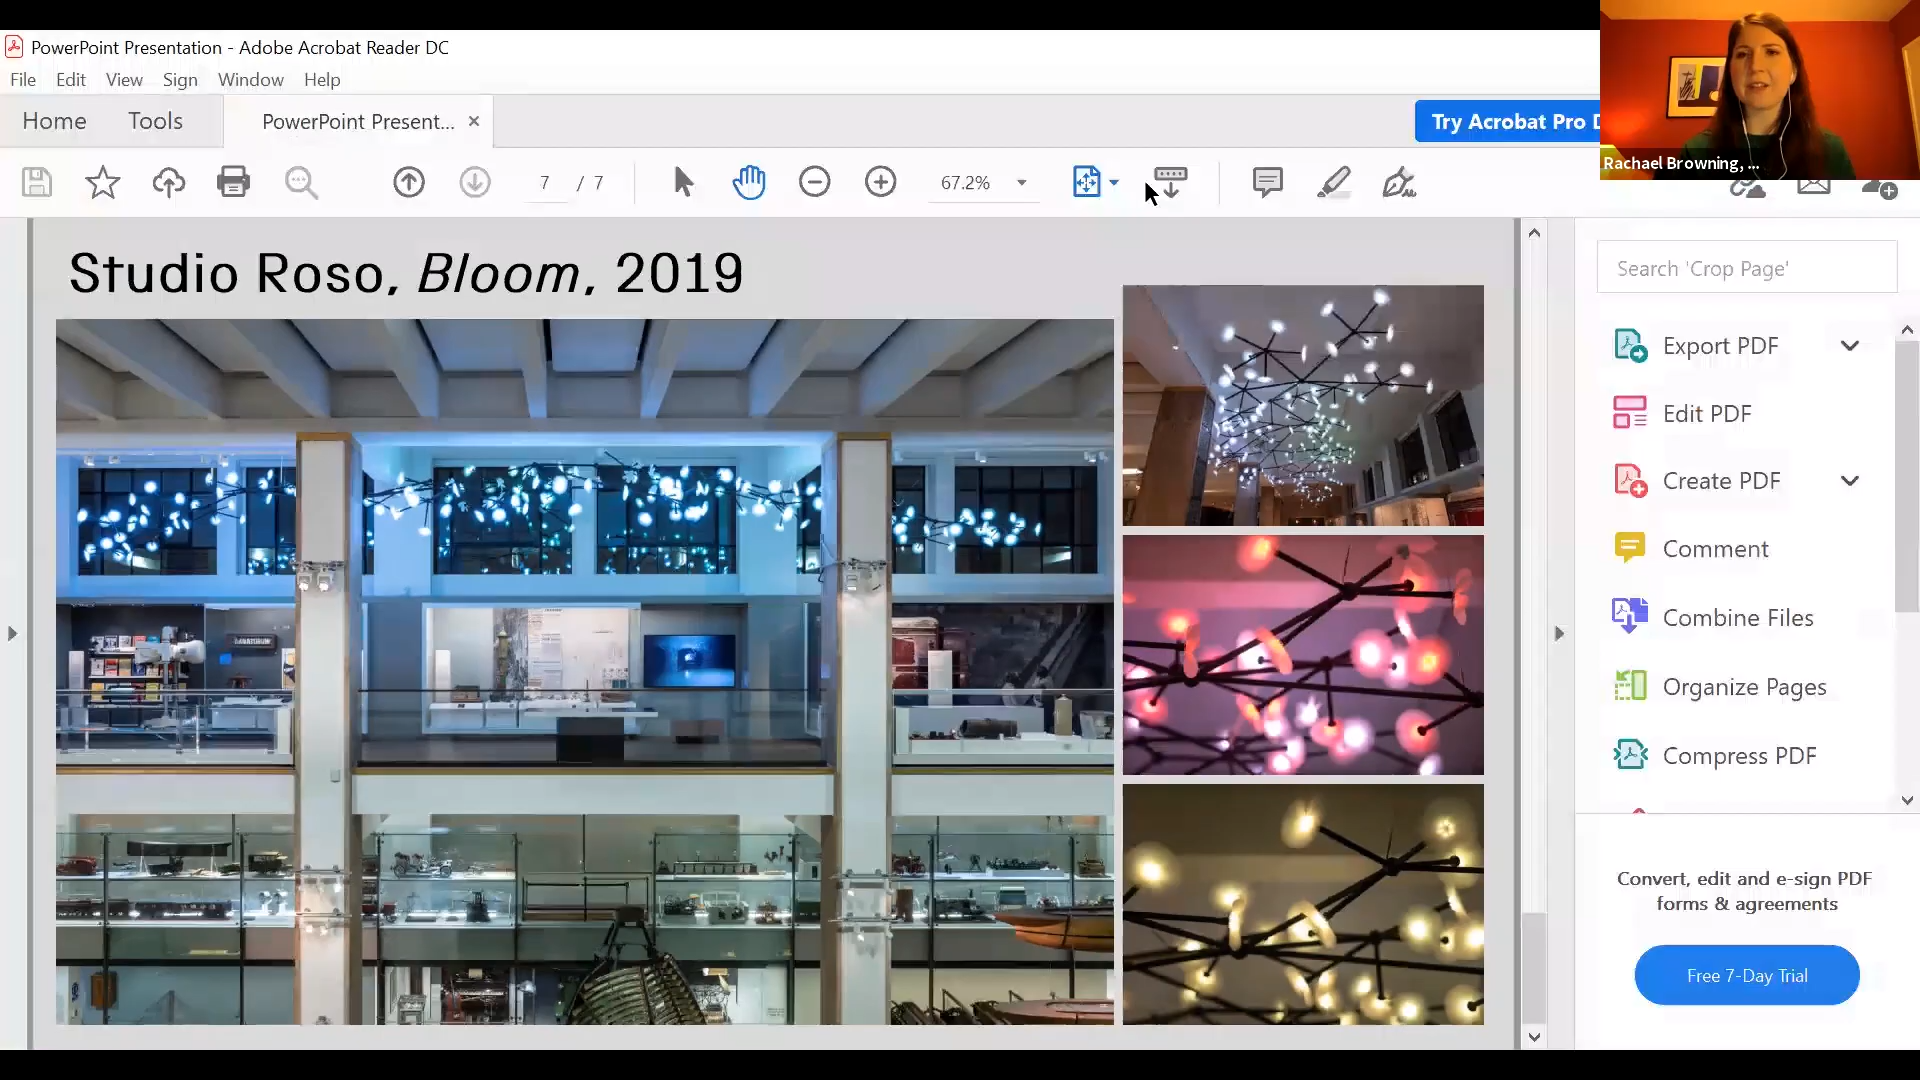 PowerPoint Presentation - Adobe Acrobat Reader DC
File Edit View Sign Window Help
Home Tools PowerPoint Present... ×
Try Acrobat Pro
Rachael Browning, ...
7 / 7
67.2%
Studio Roso, Bloom, 2019
Search 'Crop Page'
Export PDF
Edit PDF
Create PDF
Comment
Combine Files
Organize Pages
Compress PDF
Convert, edit and e-sign PDF
forms & agreements
Free 7-Day Trial